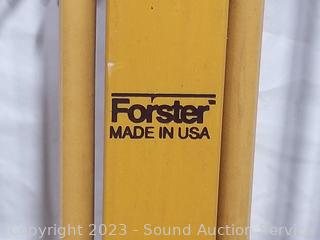 Forster
MADE IN USA
Copyright 2023 - Sound Auction Service